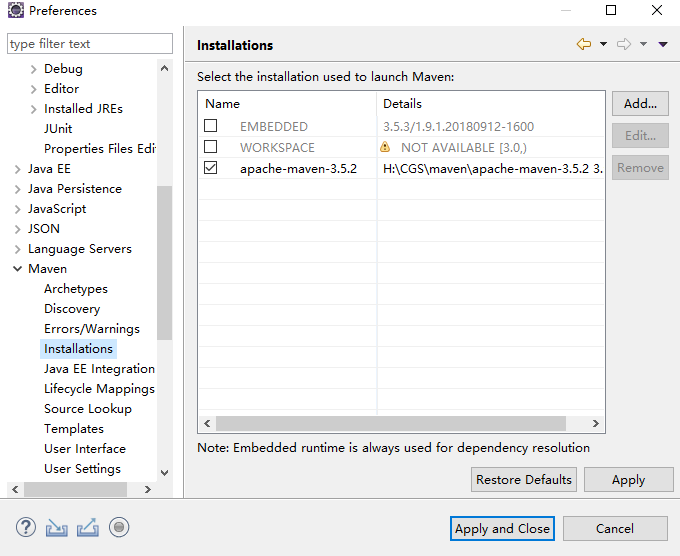 Preferences
type filter text
Installations
Debug
Editor
Installed JREs
JUnit
Properties Files Edi
Java EE
Java Persistence
JavaScript
JSON
Language Servers
Maven
Archetypes
Discovery
Errors/Warnings
Installations
Java EE Integration
Lifecycle Mappings
Source Lookup
Templates
User Interface
User Settings
Select the installation used to launch Maven:
Name Details
EMBEDDED 3.5.3/1.9.1.20180912-1600
WORKSPACE NOT AVAILABLE [3.0,)
apache-maven-3.5.2 H:\CGS\maven\apache-maven-3.5.2 3.
Add...
Edit...
Remove
Note: Embedded runtime is always used for dependency resolution
Restore Defaults Apply
Apply and Close Cancel